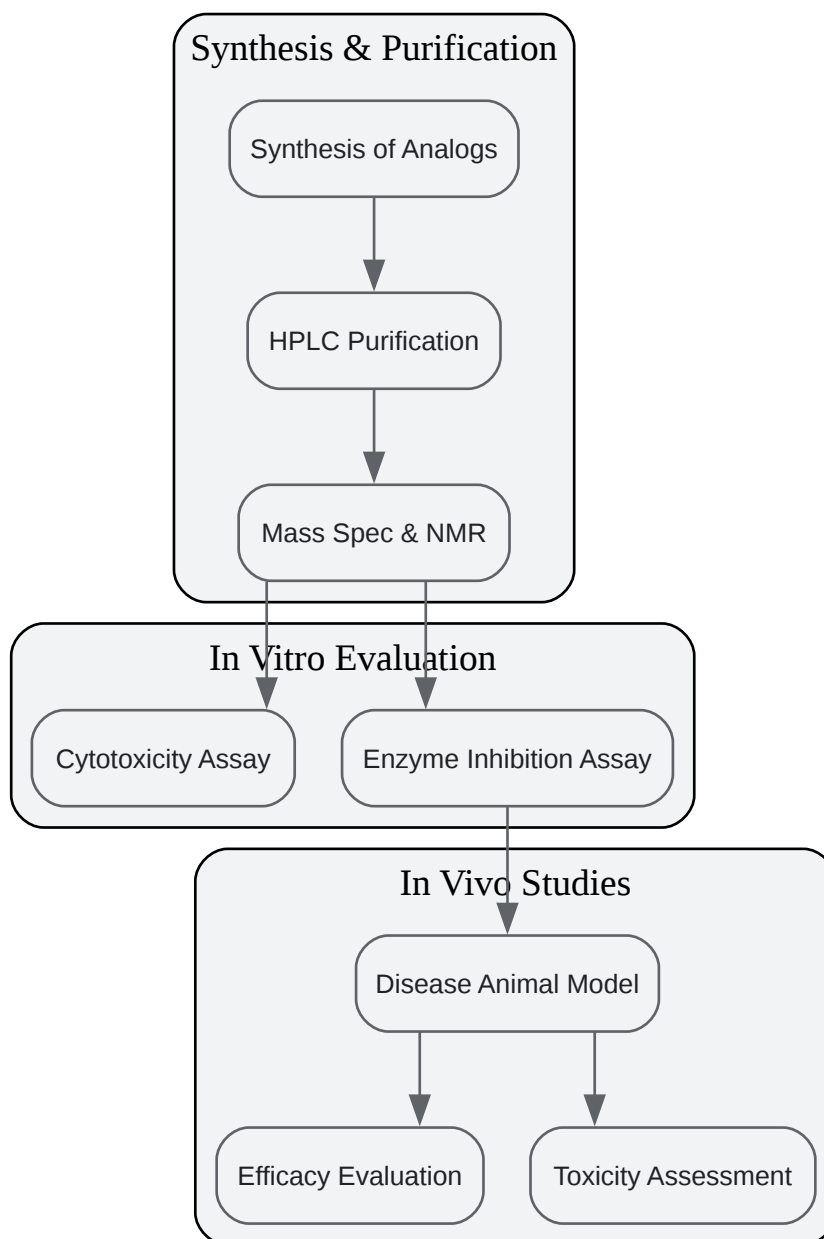 Synthesis & Purification
Synthesis of Analogs
HPLC Purification
Mass Spec & NMR
In Vitro Evaluation
Cytotoxicity Assay
Enzyme Inhibition Assay
In Vivo Studies
Disease Animal Model
Efficacy Evaluation
Toxicity Assessment